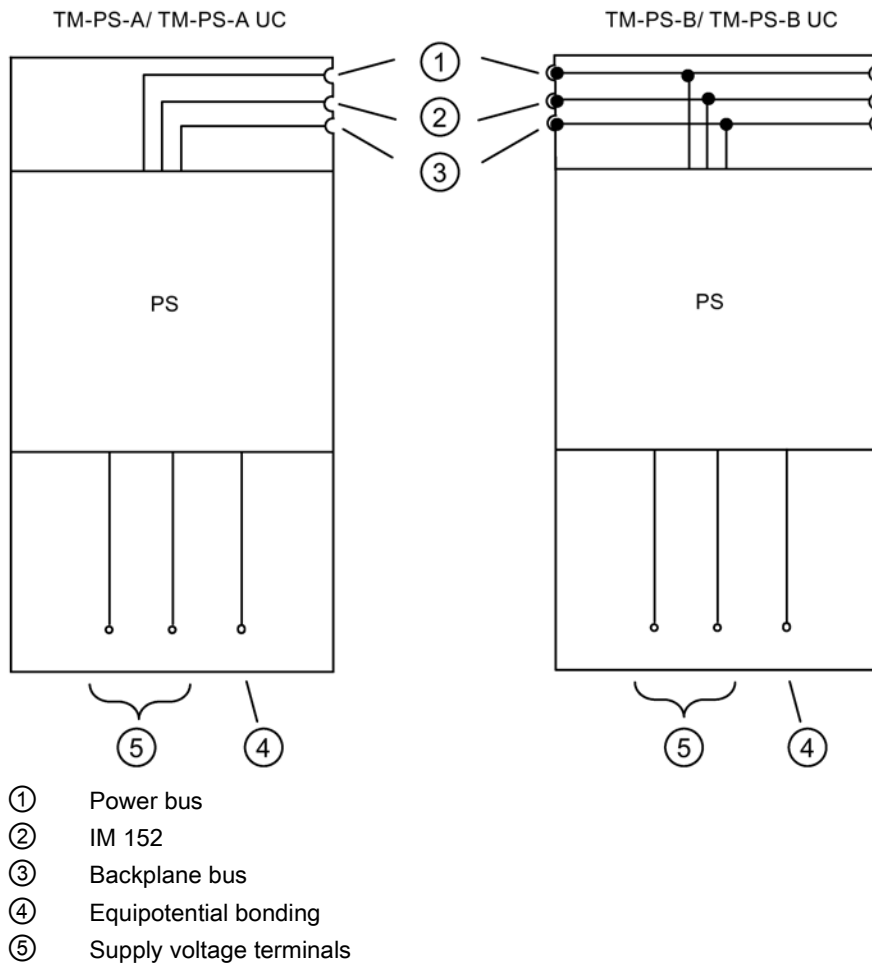 TM-PS-A/ TM-PS-A UC
TM-PS-B/ TM-PS-B UC
①
②
③
PS
PS
⑤
④
⑤
④
① Power bus
② IM 152
③ Backplane bus
④ Equipotential bonding
⑤ Supply voltage terminals